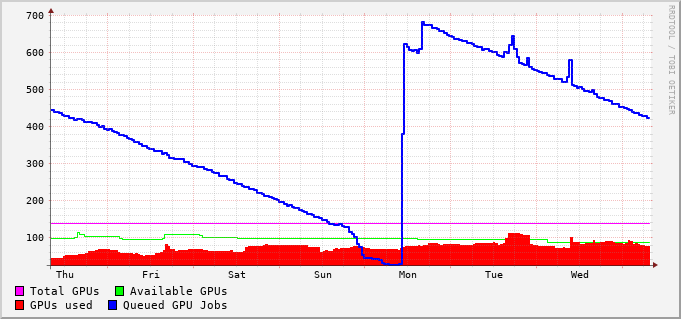 700
600
500
400
300
200
100
Thu Fri Sat Sun Mon Tue Wed
Total GPUs Available GPUs
GPUs used Queued GPU Jobs
RRDTOOL / TOBI OETIKER